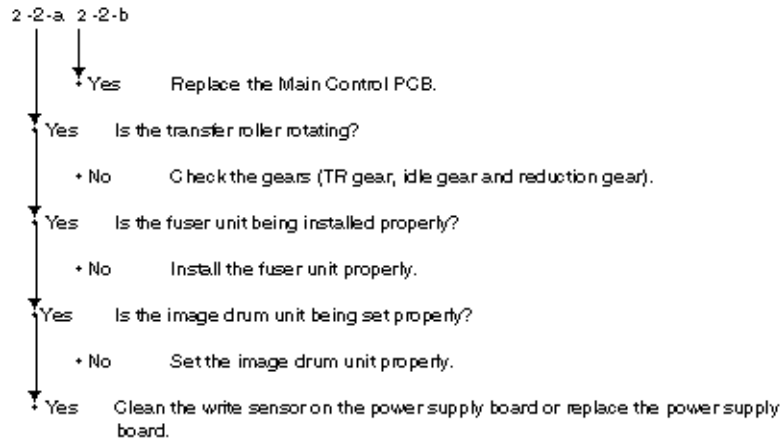 2-2-a 2-2-b
• Yes Replace the Main Control PCB.
• Yes Is the transfer roller rotating?
• No Check the gears (TR gear, idle gear and reduction gear).
• Yes Is the fuser unit being installed properly?
• No Install the fuser unit properly.
• Yes Is the image drum unit being set properly?
• No Set the image drum unit properly.
• Yes Clean the write sensor on the power supply board or replace the power supply
board.